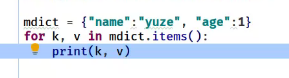 mdict = {"name":"yuze", "age":1}
for k, v in mdict.items():
    print(k, v)